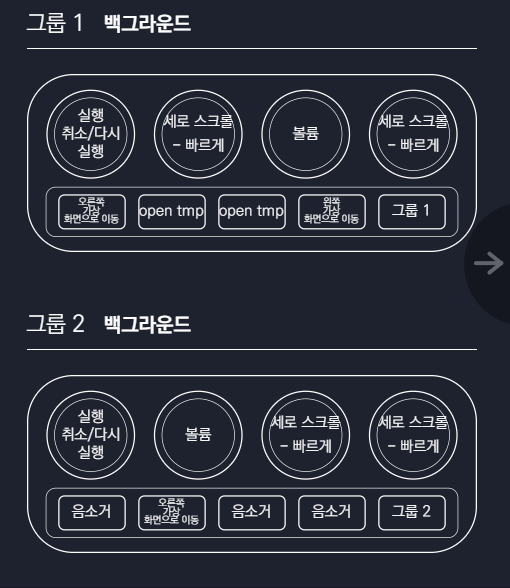 그룹 1 백그라운드
실행
취소/다시
실행
세로 스크롤
- 빠르게
볼륨
세로 스크롤
- 빠르게
오른쪽
가상
화면으로 이동
open tmp
open tmp
왼쪽
가상
화면으로 이동
그룹 1
그룹 2 백그라운드
실행
취소/다시
실행
볼륨
세로 스크롤
- 빠르게
세로 스크롤
- 빠르게
음소거
오른쪽
가상
화면으로 이동
음소거
음소거
그룹 2